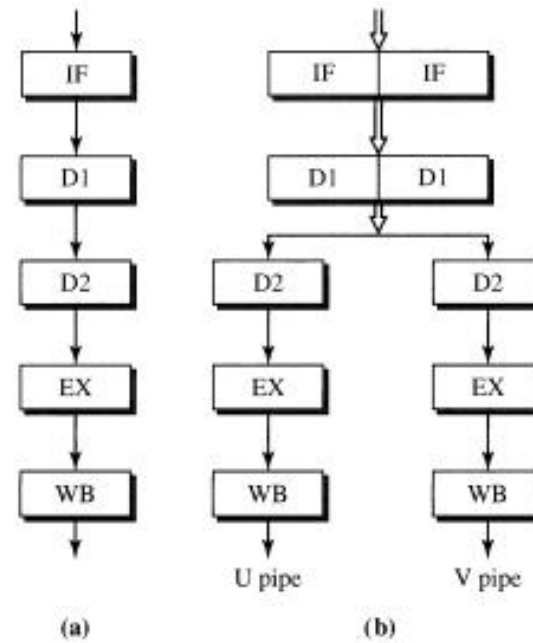 IF IF IF
D1 D1 D1
D2 D2 D2
EX EX EX
WB WB WB
U pipe V pipe
(a) (b)